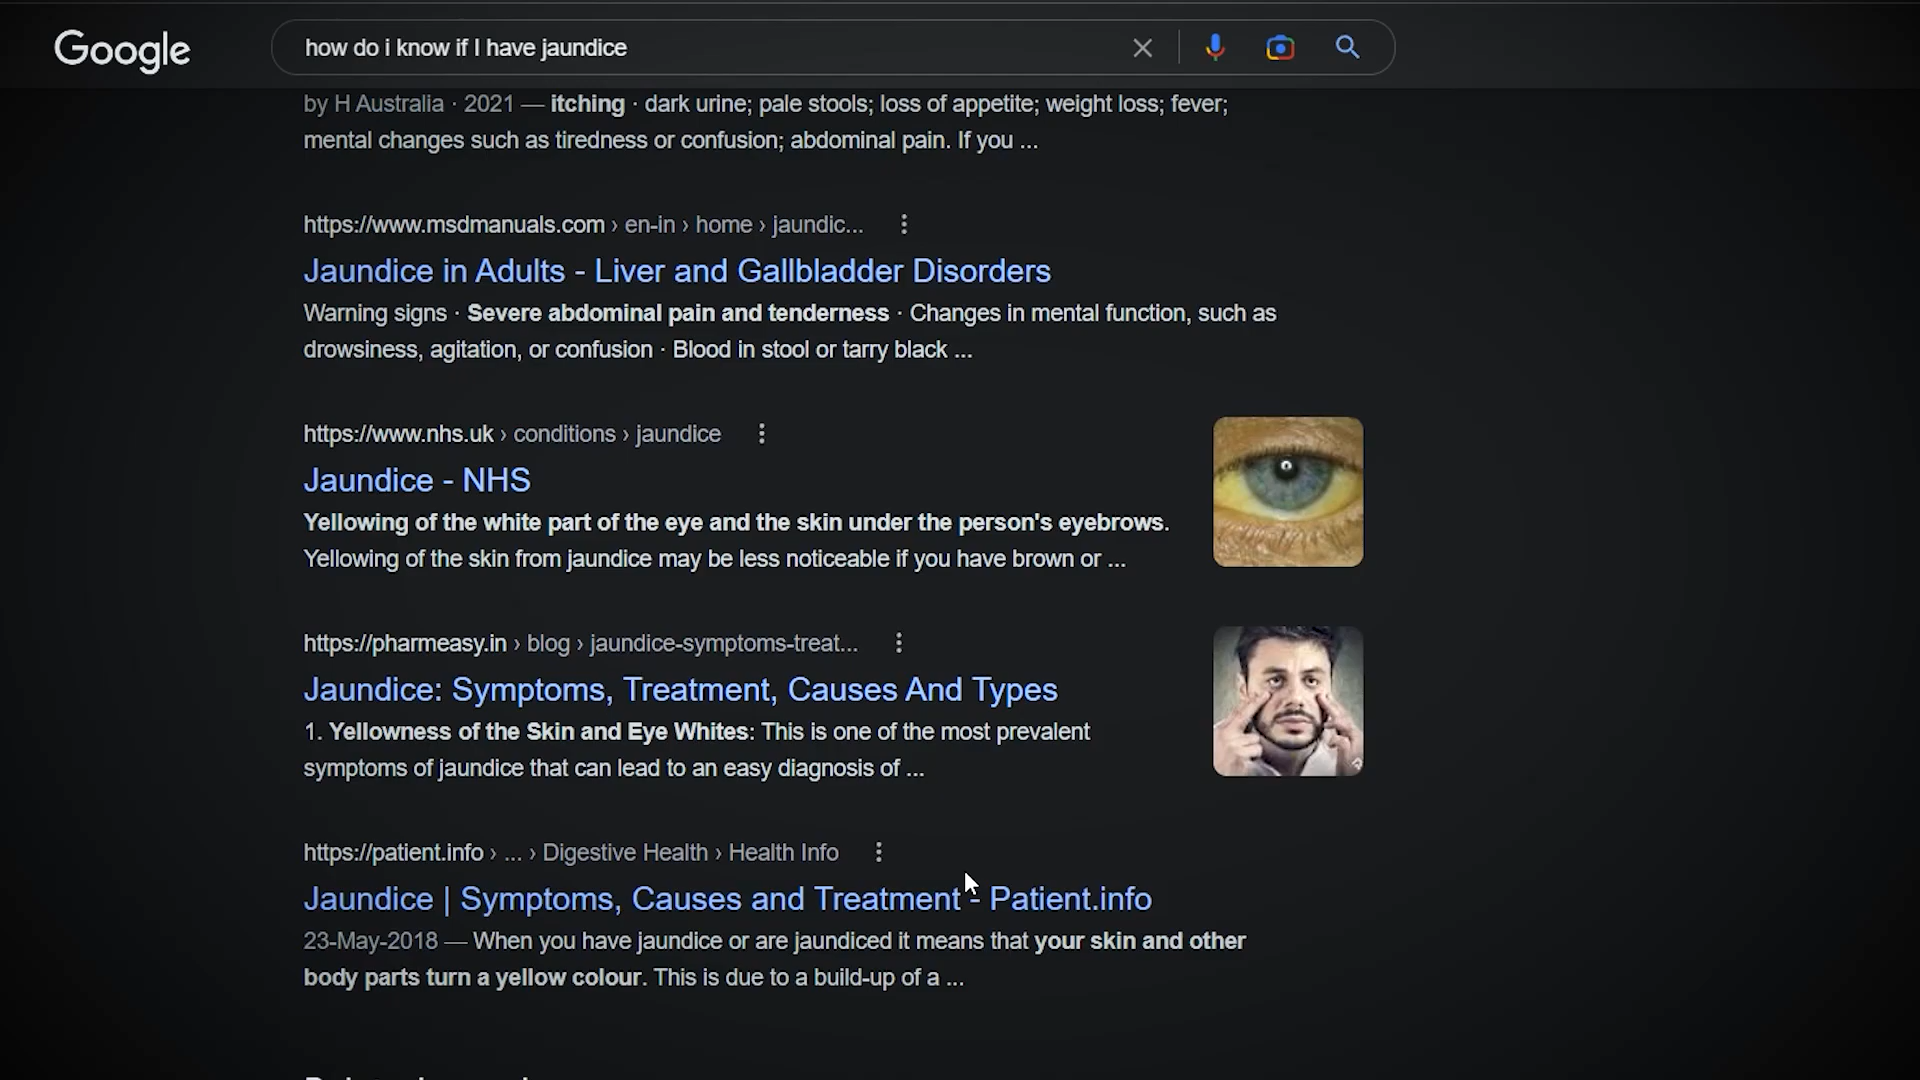 Google
how do i know if I have jaundice
by H Australia · 2021 — itching · dark urine; pale stools; loss of appetite; weight loss; fever;
mental changes such as tiredness or confusion; abdominal pain. If you ...
https://www.msdmanuals.com › en-in › home › jaundic...
Jaundice in Adults - Liver and Gallbladder Disorders
Warning signs · Severe abdominal pain and tenderness · Changes in mental function, such as
drowsiness, agitation, or confusion · Blood in stool or tarry black ...
https://www.nhs.uk › conditions › jaundice
Jaundice - NHS
Yellowing of the white part of the eye and the skin under the person's eyebrows.
Yellowing of the skin from jaundice may be less noticeable if you have brown or ...
https://pharmeasy.in › blog › jaundice-symptoms-treat...
Jaundice: Symptoms, Treatment, Causes And Types
1. Yellowness of the Skin and Eye Whites: This is one of the most prevalent
symptoms of jaundice that can lead to an easy diagnosis of ...
https://patient.info › ... › Digestive Health › Health Info
Jaundice | Symptoms, Causes and Treatment - Patient.info
23-May-2018 — When you have jaundice or are jaundiced it means that your skin and other
body parts turn a yellow colour. This is due to a build-up of a ...